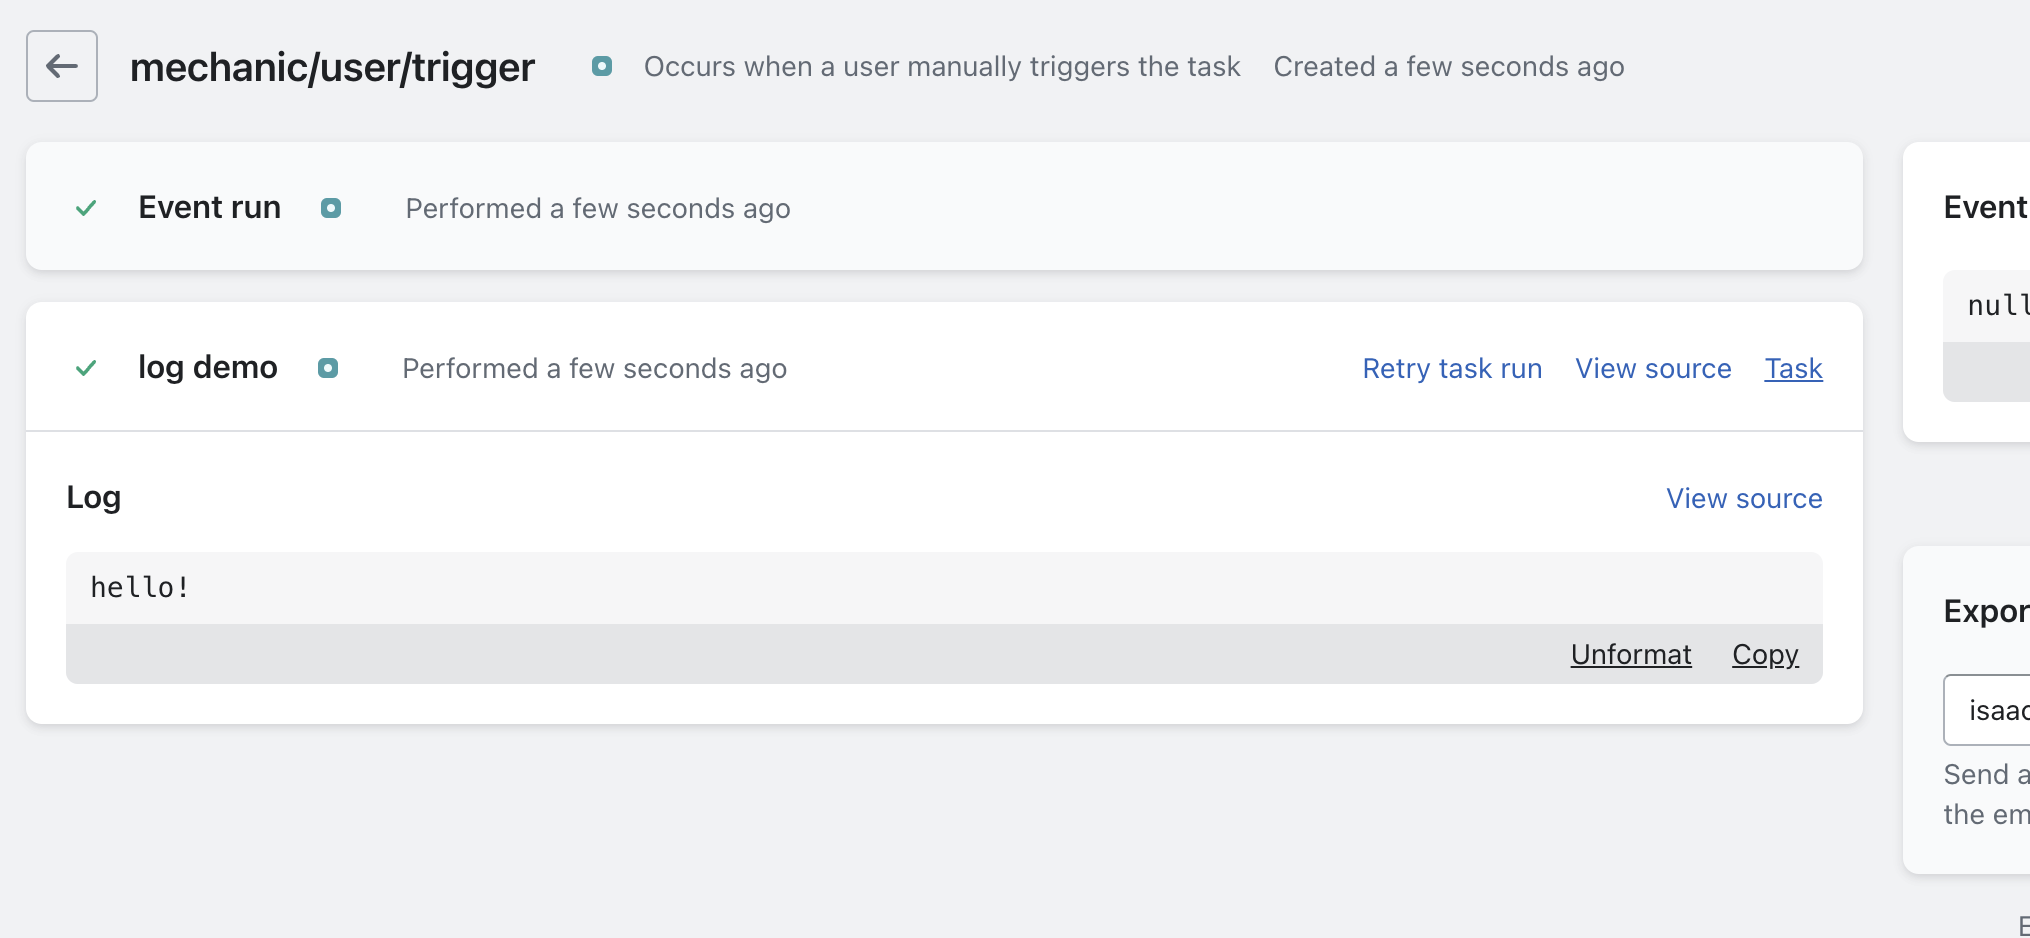 mechanic/user/trigger Occurs when a user manually triggers the task Created a few seconds ago
Event run Performed a few seconds ago
log demo Performed a few seconds ago Retry task run View source Task
Log View source
hello!
Unformat Copy
Event
null
Expor
isaac
Send a
the em
E